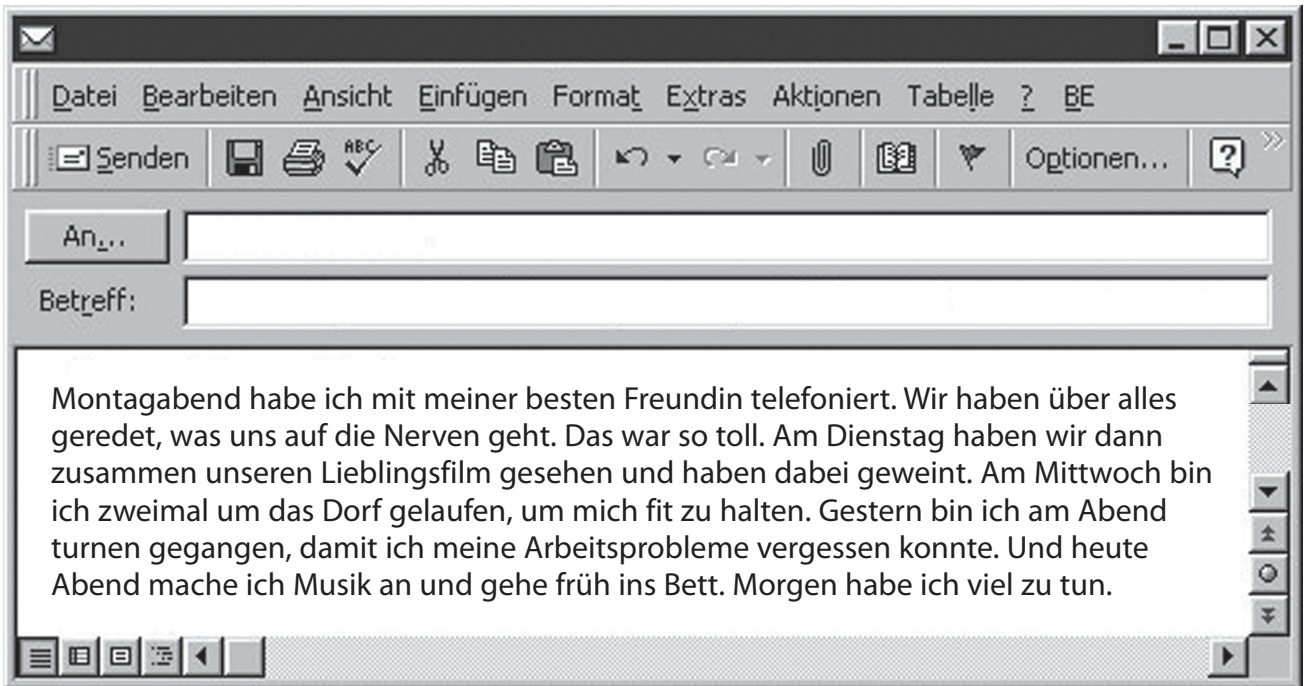 Datei Bearbeiten Ansicht Einfügen Format Extras Aktionen Tabelle ? BE
Senden ABC Optionen... ?
An...
Betreff:
Montagabend habe ich mit meiner besten Freundin telefoniert. Wir haben über alles
geredet, was uns auf die Nerven geht. Das war so toll. Am Dienstag haben wir dann
zusammen unseren Lieblingsfilm gesehen und haben dabei geweint. Am Mittwoch bin
ich zweimal um das Dorf gelaufen, um mich fit zu halten. Gestern bin ich am Abend
turnen gegangen, damit ich meine Arbeitsprobleme vergessen konnte. Und heute
Abend mache ich Musik an und gehe früh ins Bett. Morgen habe ich viel zu tun.